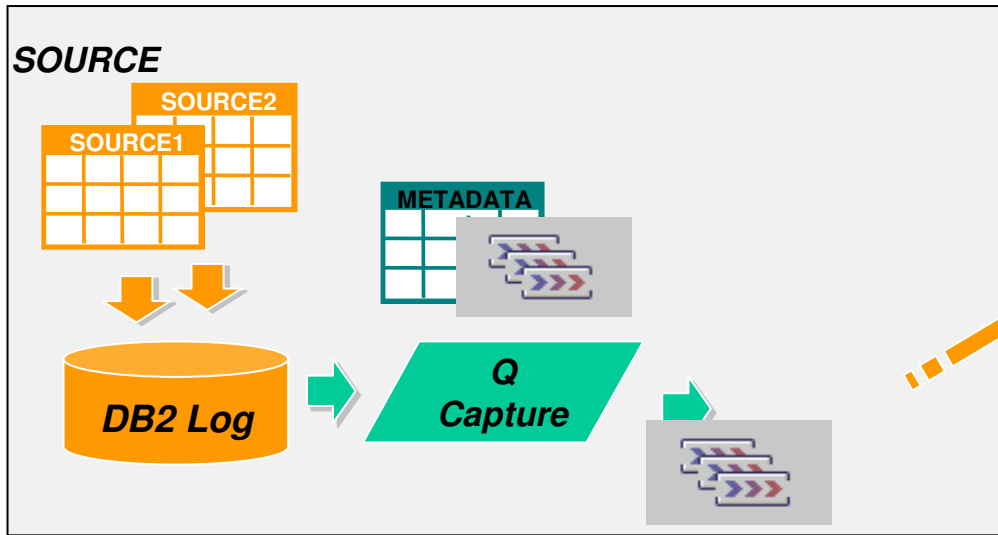 SOURCE
SOURCE2
SOURCE1
METADATA
DB2 Log
Q
Capture